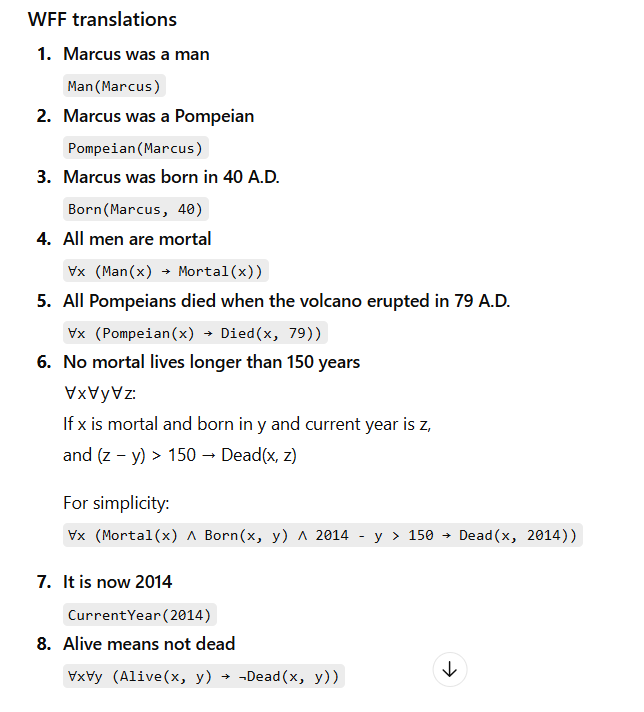 WFF translations
1. Marcus was a man
Man(Marcus)
2. Marcus was a Pompeian
Pompeian(Marcus)
3. Marcus was born in 40 A.D.
Born(Marcus, 40)
4. All men are mortal
∀x (Man(x) → Mortal(x))
5. All Pompeians died when the volcano erupted in 79 A.D.
∀x (Pompeian(x) → Died(x, 79))
6. No mortal lives longer than 150 years
∀x∀y∀z:
If x is mortal and born in y and current year is z,
and (z − y) > 150 → Dead(x, z)
For simplicity:
∀x (Mortal(x) ∧ Born(x, y) ∧ 2014 - y > 150 → Dead(x, 2014))
7. It is now 2014
CurrentYear(2014)
8. Alive means not dead
∀x∀y (Alive(x, y) → ¬Dead(x, y))